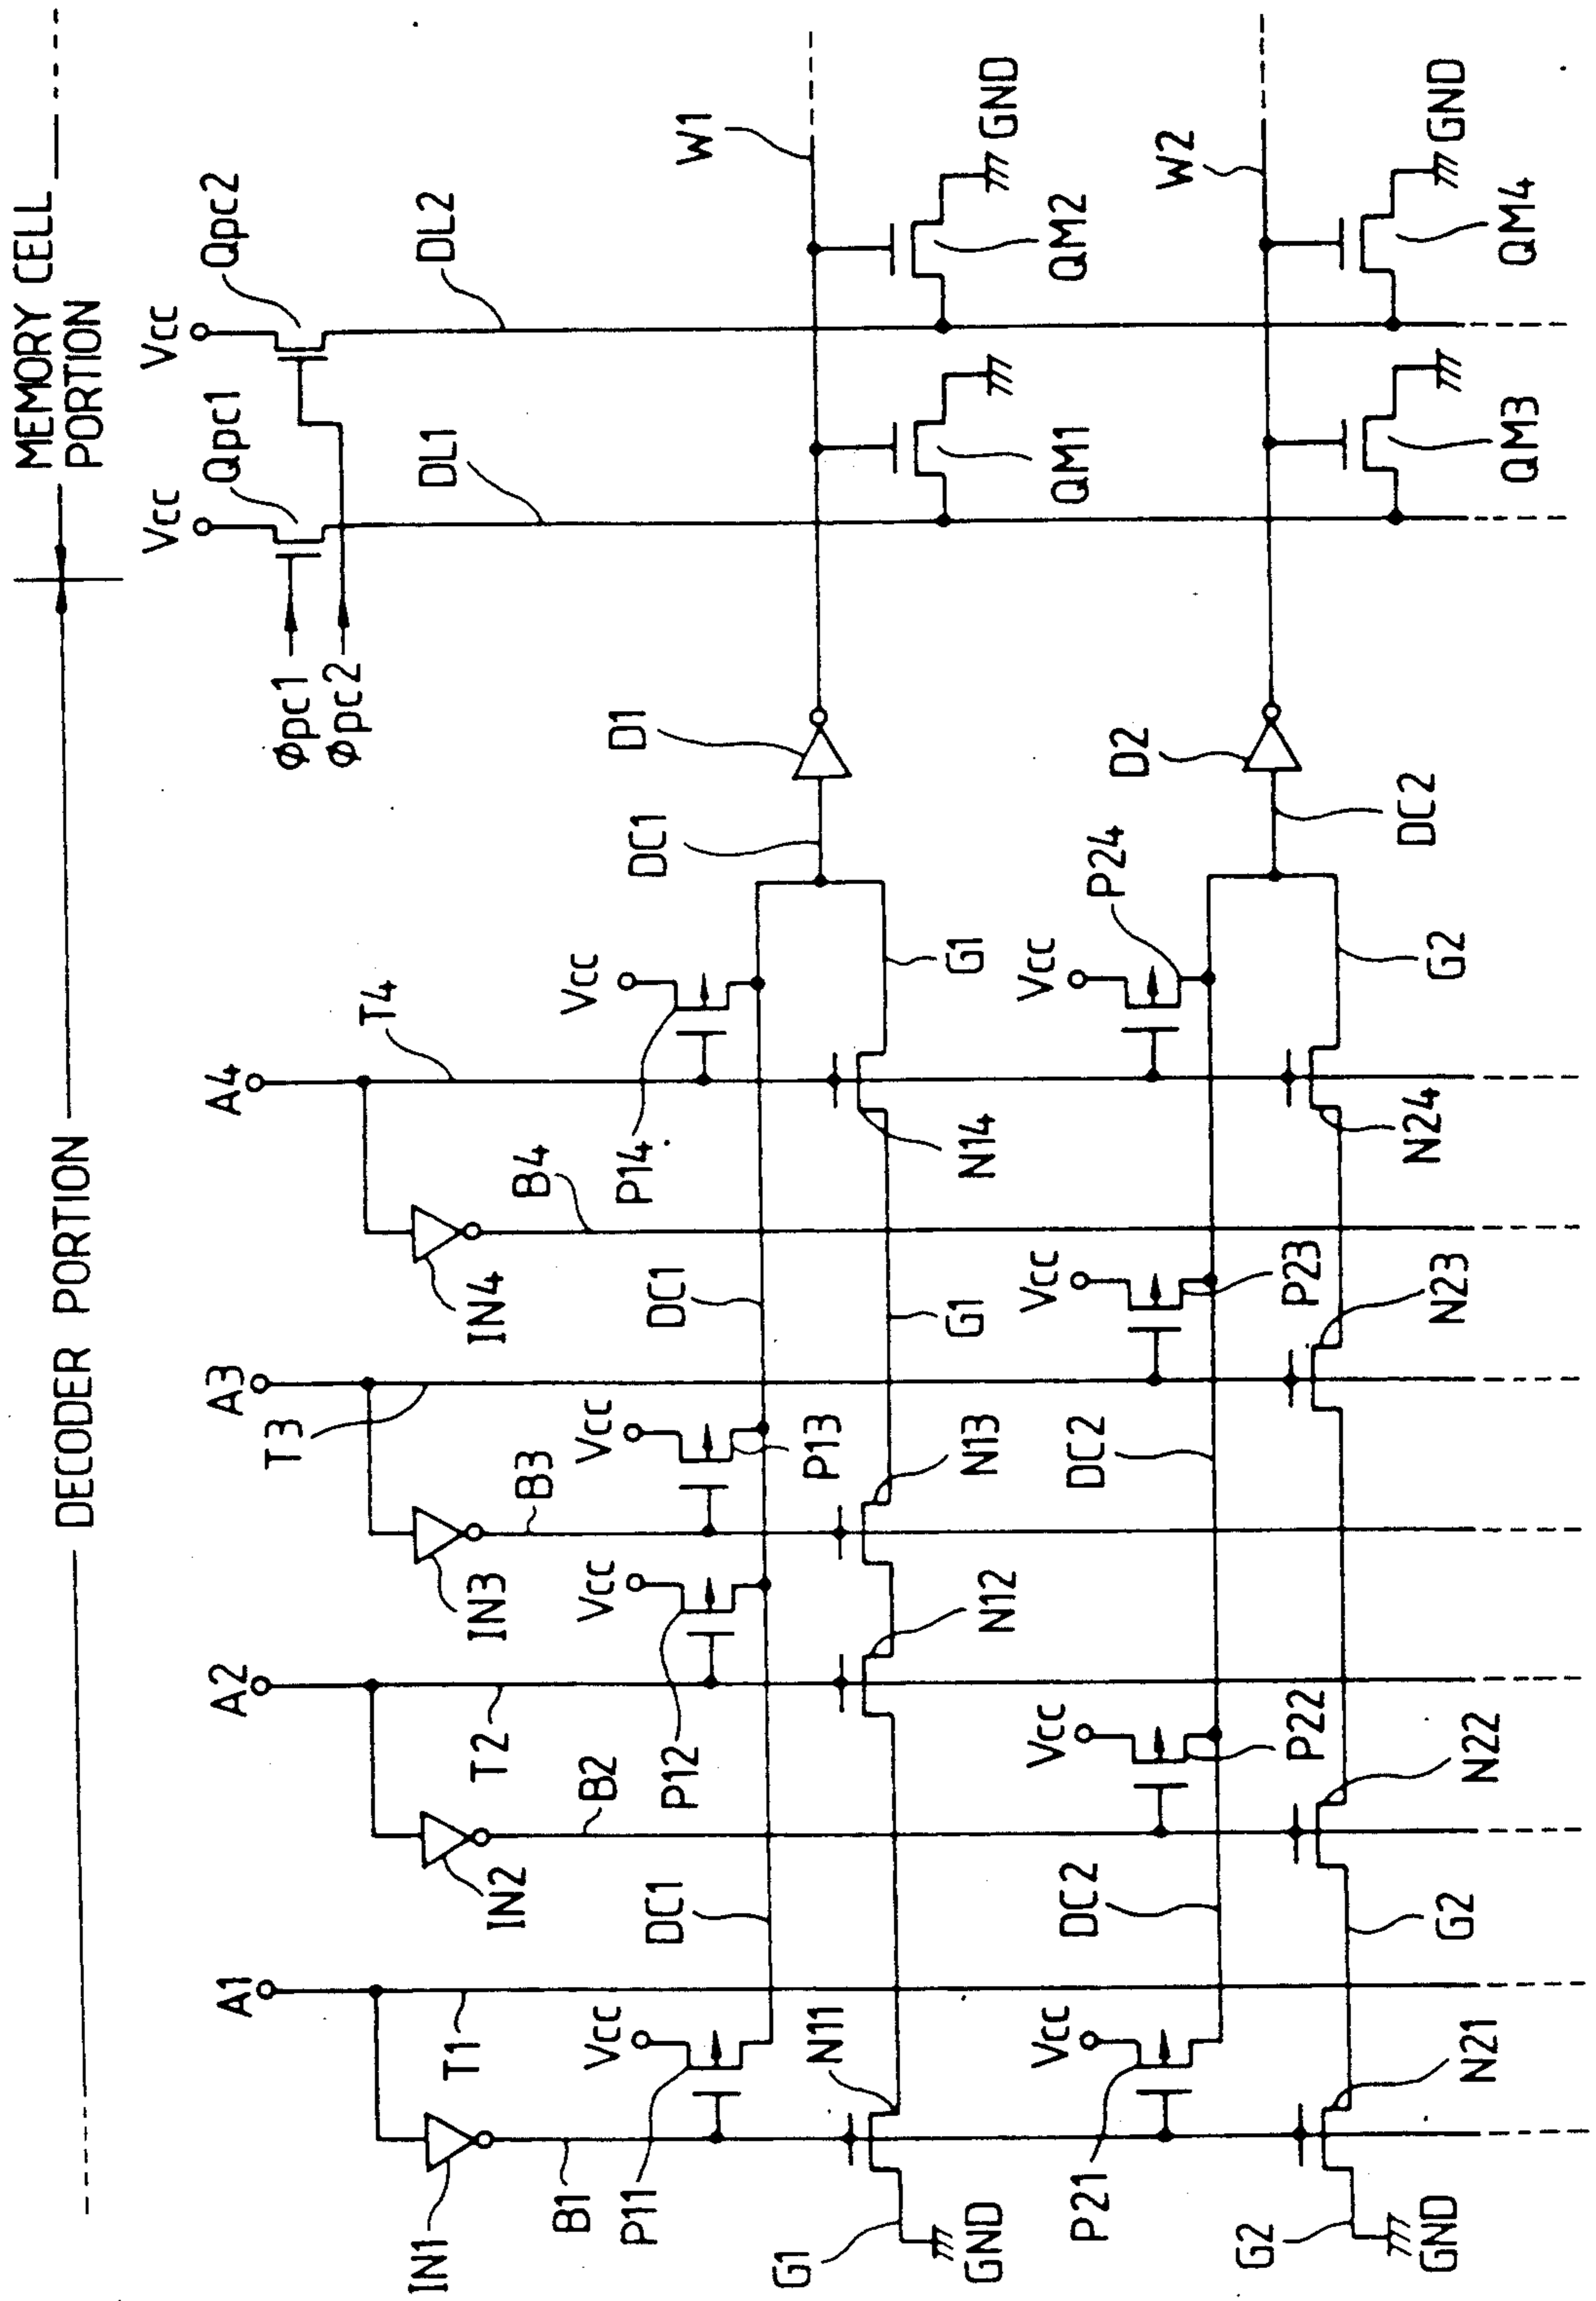 DECODER PORTION
MEMORY CELL
PORTION
A1
A2
A3
A4
Vcc
Vcc
Qpc1
Qpc2
Φpc1
Φpc2
T1
T2
T3
T4
DL1
DL2
IN1
IN2
IN3
IN4
B1
B2
B3
B4
P11
Vcc
DC1
P12
Vcc
Vcc
DC1
P14
Vcc
DC1
D1
W1
G1
GND
N11
P13
N12
N13
G1
N14
G1
QM1
QM2
GND
P21
Vcc
DC2
Vcc
DC2
Vcc
Vcc
P24
D2
W2
G2
GND
N21
G2
P22
N22
P23
N23
N24
G2
DC2
QM3
QM4
GND